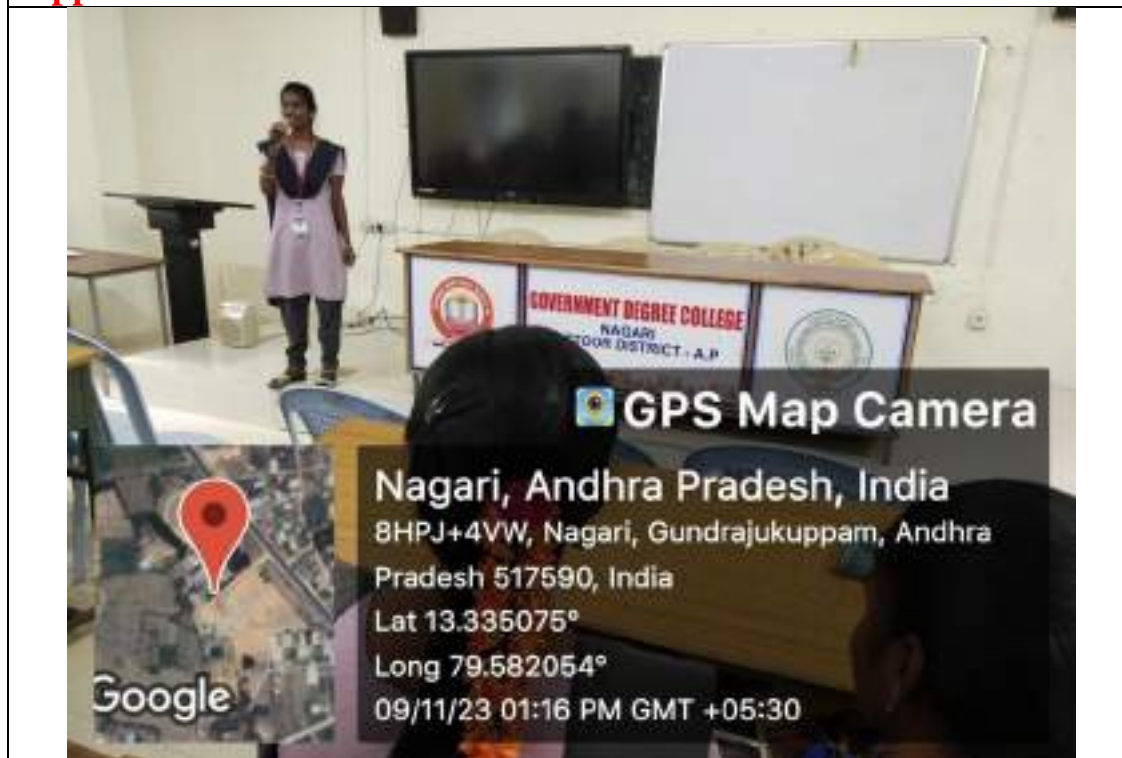 GOVERNMENT DEGREE COLLEGE
NAGARI
DISTRICT - A.P
GPS Map Camera
Nagari, Andhra Pradesh, India
8HPJ+4VW, Nagari, Gundrajukuppam, Andhra
Pradesh 517590, India
Lat 13.335075°
Long 79.582054°
09/11/23 01:16 PM GMT +05:30
Google